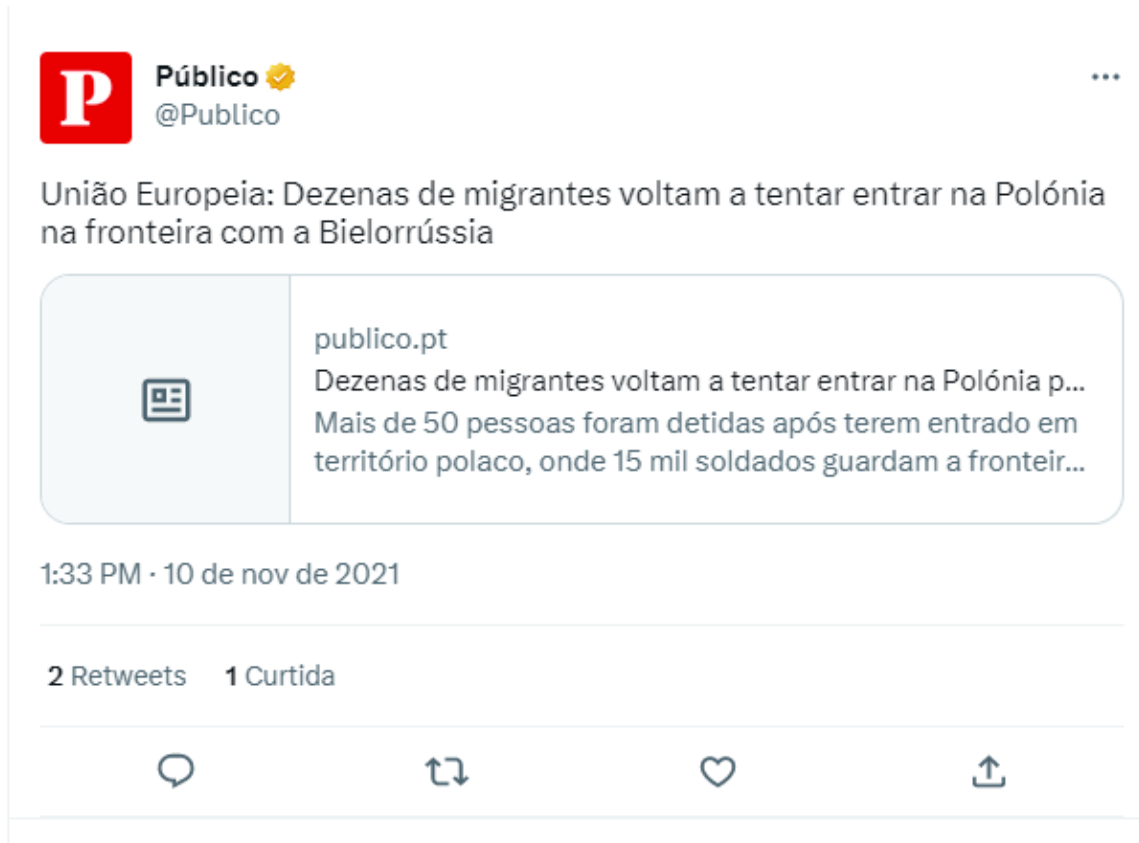 P
Público
@Publico
União Europeia: Dezenas de migrantes voltam a tentar entrar na Polónia
na fronteira com a Bielorrússia
publico.pt
Dezenas de migrantes voltam a tentar entrar na Polónia p...
Mais de 50 pessoas foram detidas após terem entrado em
território polaco, onde 15 mil soldados guardam a fronteir...
1:33 PM · 10 de nov de 2021
2 Retweets 1 Curtida